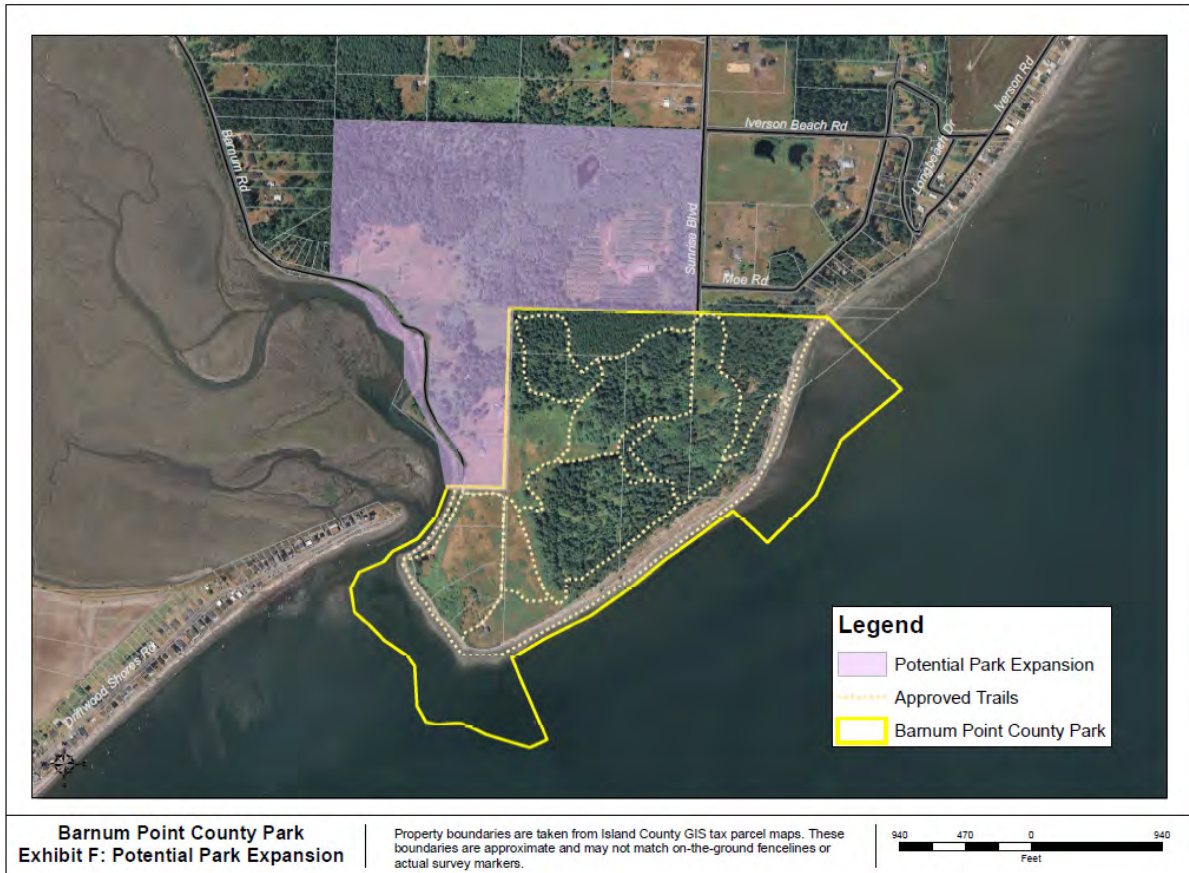 Barnum Rd
Iverson Beach Rd
Iverson Rd
Longbeach Dr
Sunrise Blvd
Moe Rd
Driftwood Shores Rd
Legend
Potential Park Expansion
Approved Trails
Barnum Point County Park
Barnum Point County Park
Exhibit F: Potential Park Expansion
Property boundaries are taken from Island County GIS tax parcel maps. These
boundaries are approximate and may not match on-the-ground fencelines or
actual survey markers.
940 470 0 940
Feet